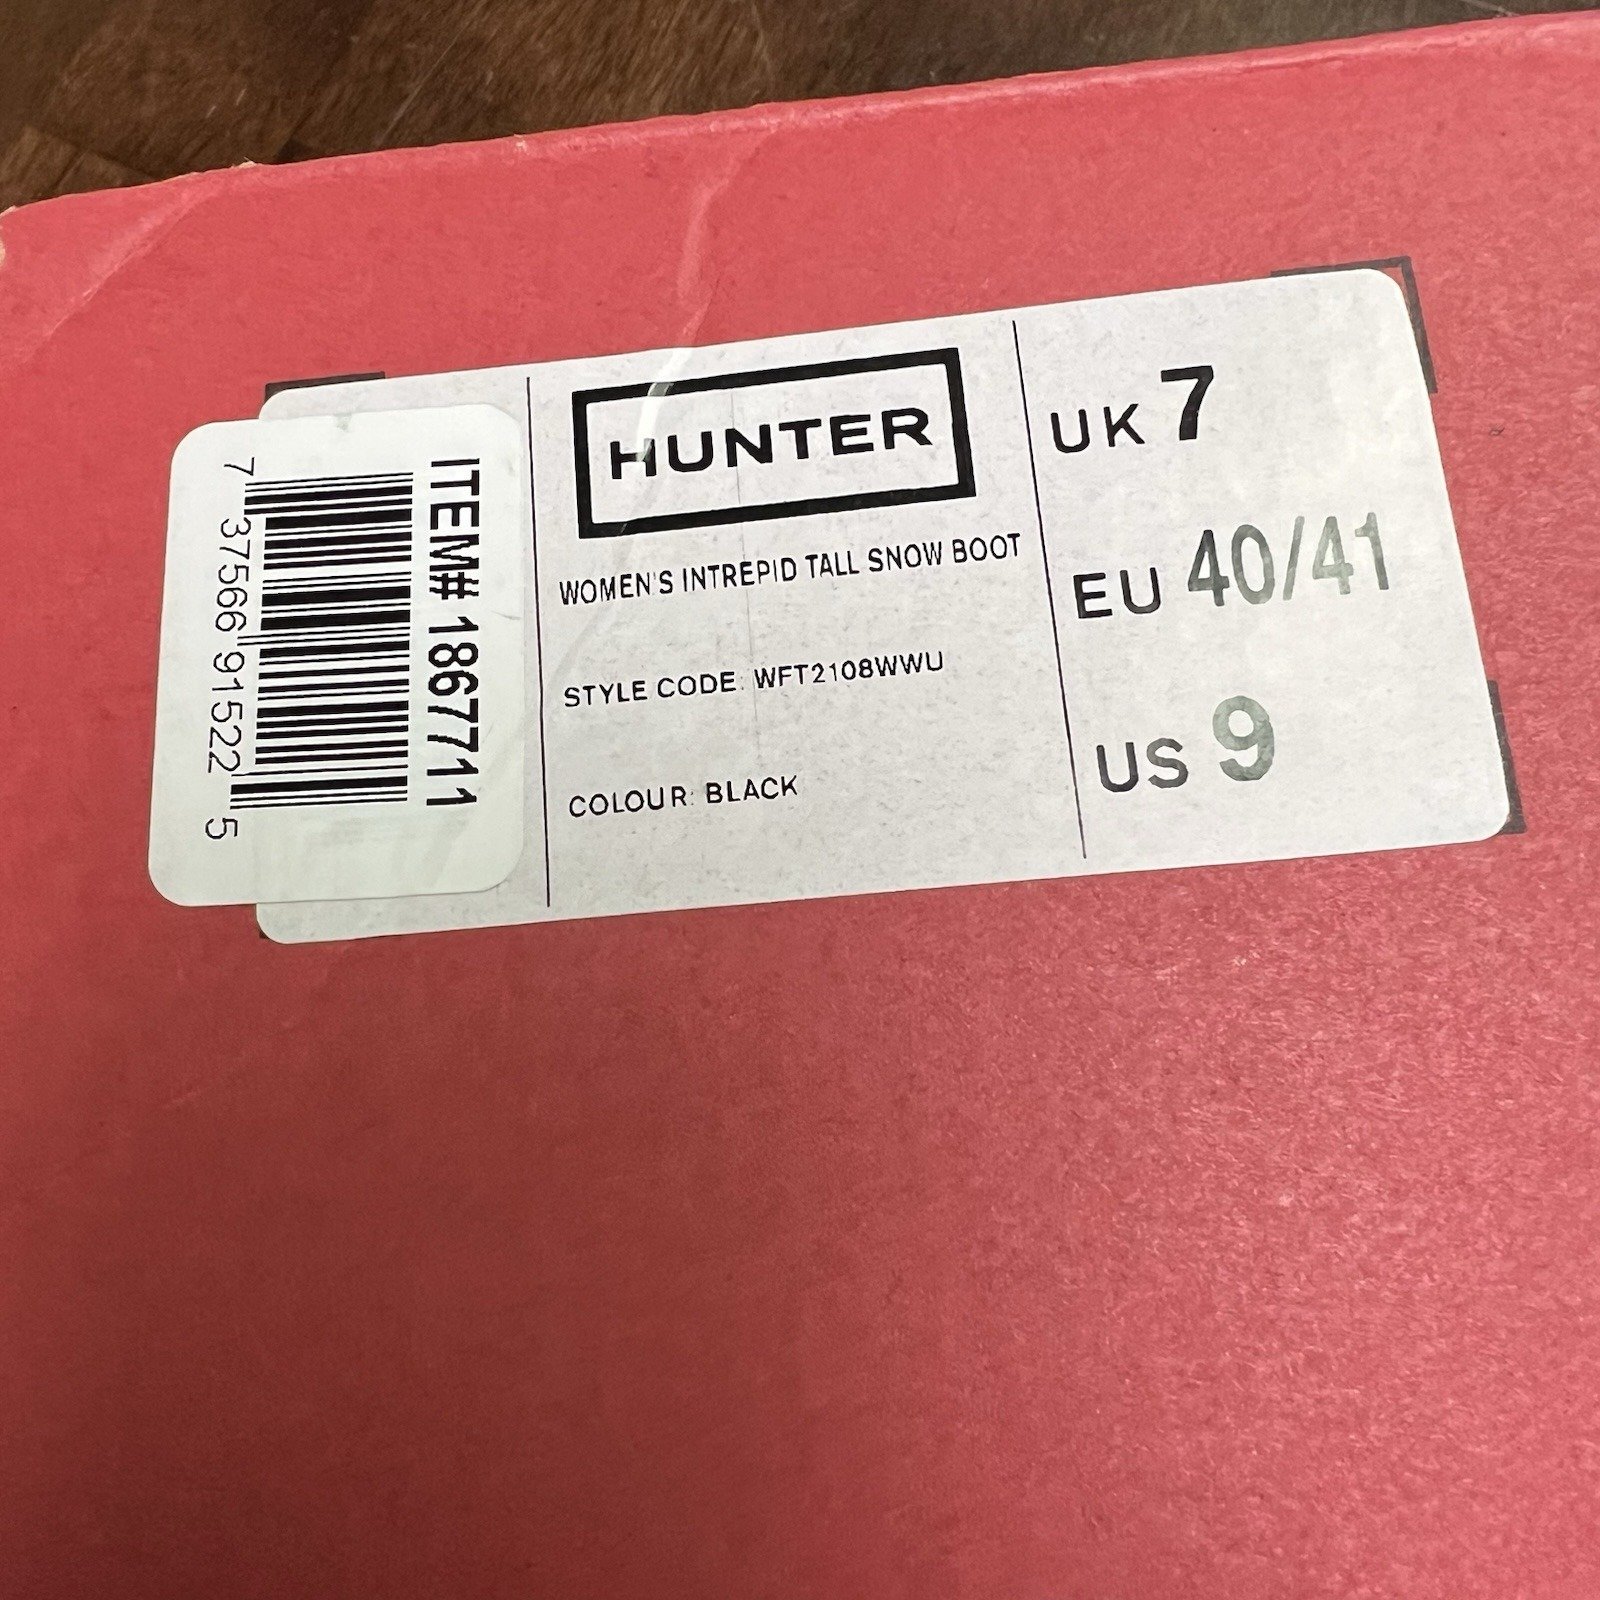 ITEM# 186711
7 37566 91522 5
HUNTER
WOMEN'S INTREPID TALL SNOW BOOT
STYLE CODE: WFT2108WWU
COLOUR: BLACK
UK 7
EU 40/41
US 9